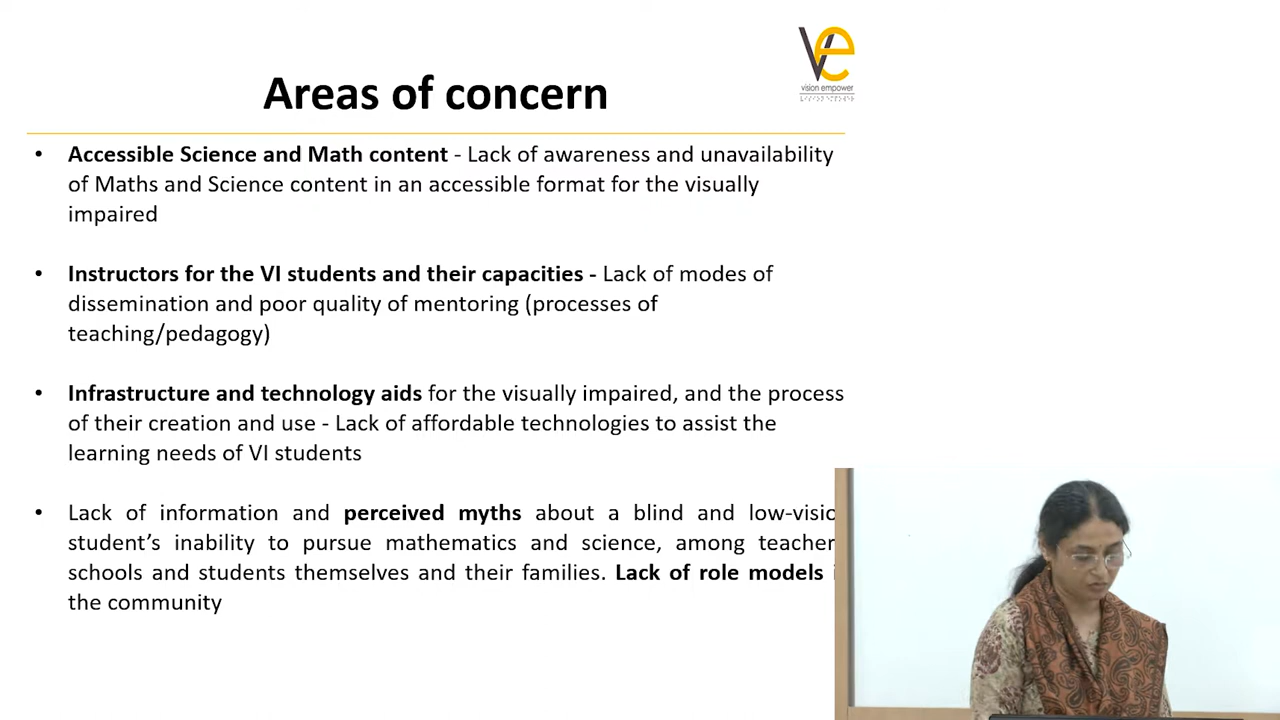 vision empower
Areas of concern
• Accessible Science and Math content - Lack of awareness and unavailability
of Maths and Science content in an accessible format for the visually
impaired
• Instructors for the VI students and their capacities - Lack of modes of
dissemination and poor quality of mentoring (processes of
teaching/pedagogy)
• Infrastructure and technology aids for the visually impaired, and the process
of their creation and use - Lack of affordable technologies to assist the
learning needs of VI students
• Lack of information and perceived myths about a blind and low-visio
student’s inability to pursue mathematics and science, among teacher
schools and students themselves and their families. Lack of role models
the community